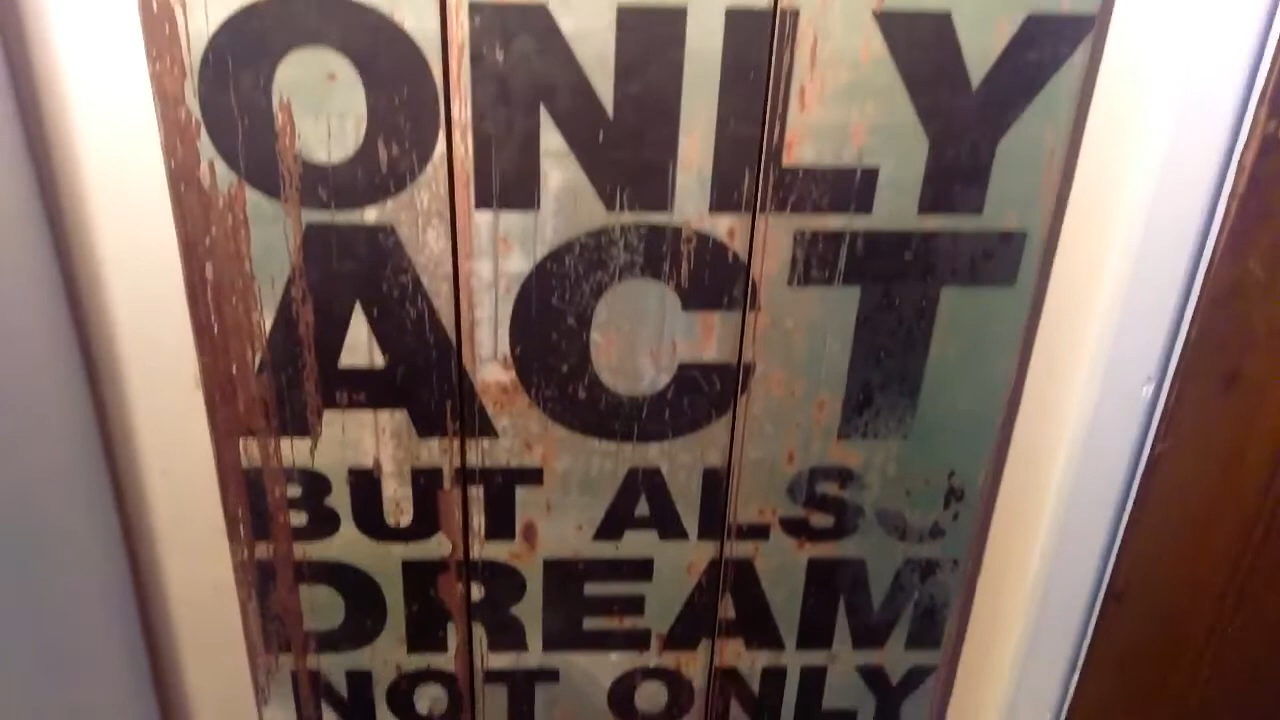 ONLY
ACT
BUT ALSO
DREAM
NOT ONLY